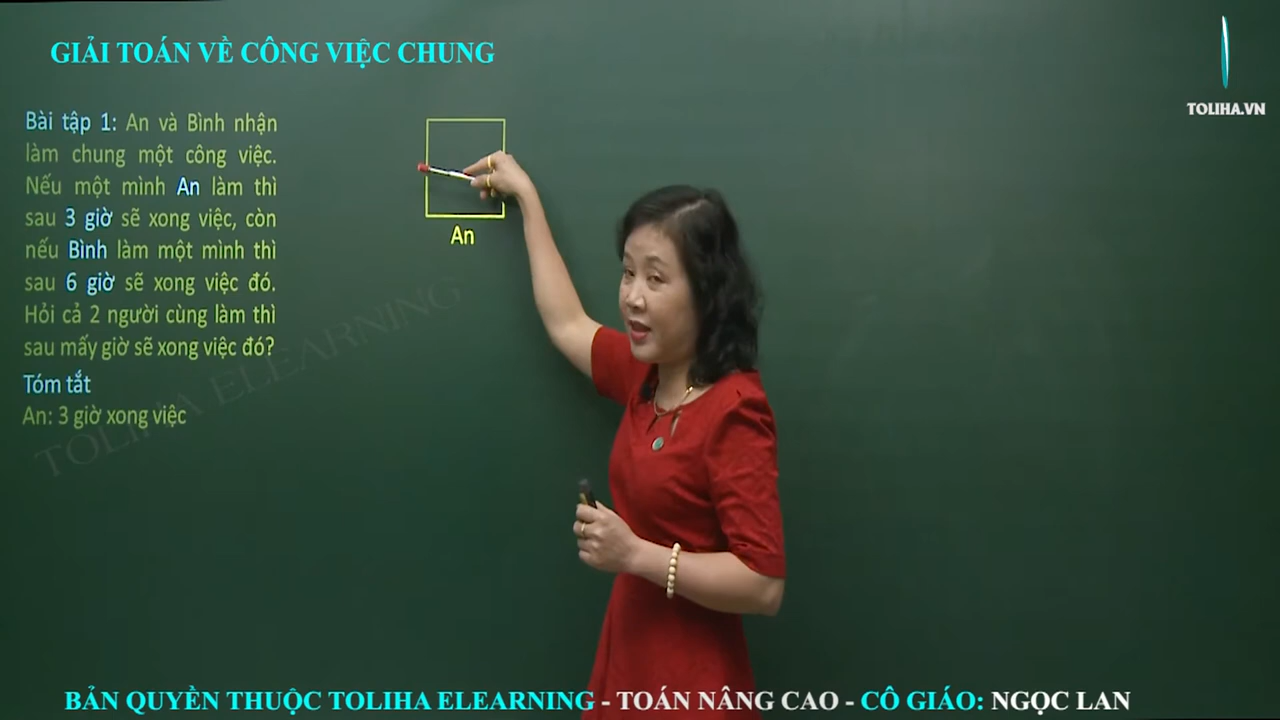 GIẢI TOÁN VỀ CÔNG VIỆC CHUNG
TOLIHA.VN
Bài tập 1: An và Bình nhận
làm chung một công việc.
Nếu một mình An làm thì
sau 3 giờ sẽ xong việc, còn
nếu Bình làm một mình thì
sau 6 giờ sẽ xong việc đó.
Hỏi cả 2 người cùng làm thì
sau mấy giờ sẽ xong việc đó?
Tóm tắt
An: 3 giờ xong việc
An
TOLIHA ELEARNING
BẢN QUYỀN THUỘC TOLIHA ELEARNING - TOÁN NÂNG CAO - CÔ GIÁO: NGỌC LAN